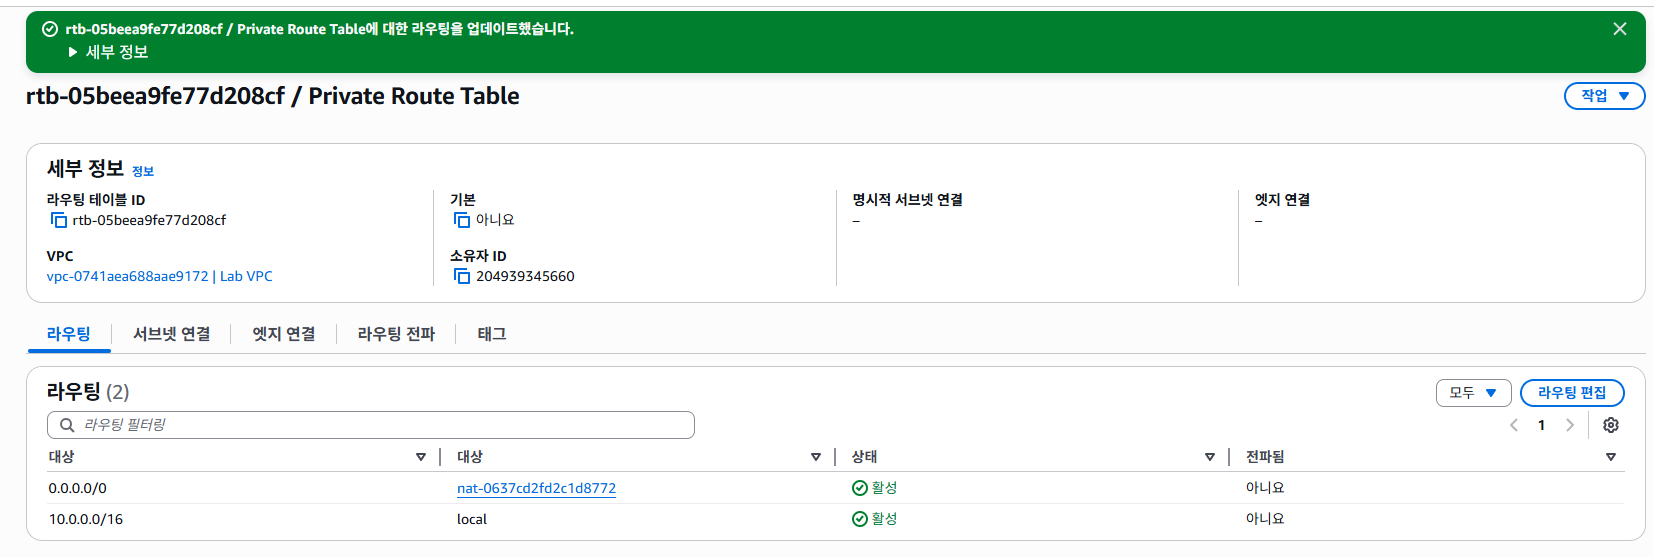 rtb-05beea9fe77d208cf / Private Route Table에 대한 라우팅을 업데이트했습니다.
세부 정보
rtb-05beea9fe77d208cf / Private Route Table
작업
세부 정보 정보
라우팅 테이블 ID
rtb-05beea9fe77d208cf
기본
아니요
명시적 서브넷 연결
–
엣지 연결
–
VPC
vpc-0741aea688aae9172 | Lab VPC
소유자 ID
204939345660
라우팅 서브넷 연결 엣지 연결 라우팅 전파 태그
라우팅 (2)
모두 라우팅 편집
라우팅 필터링
1
대상 대상 상태 전파됨
0.0.0.0/0 nat-0637cd2fd2c1d8772 활성 아니요
10.0.0.0/16 local 활성 아니요